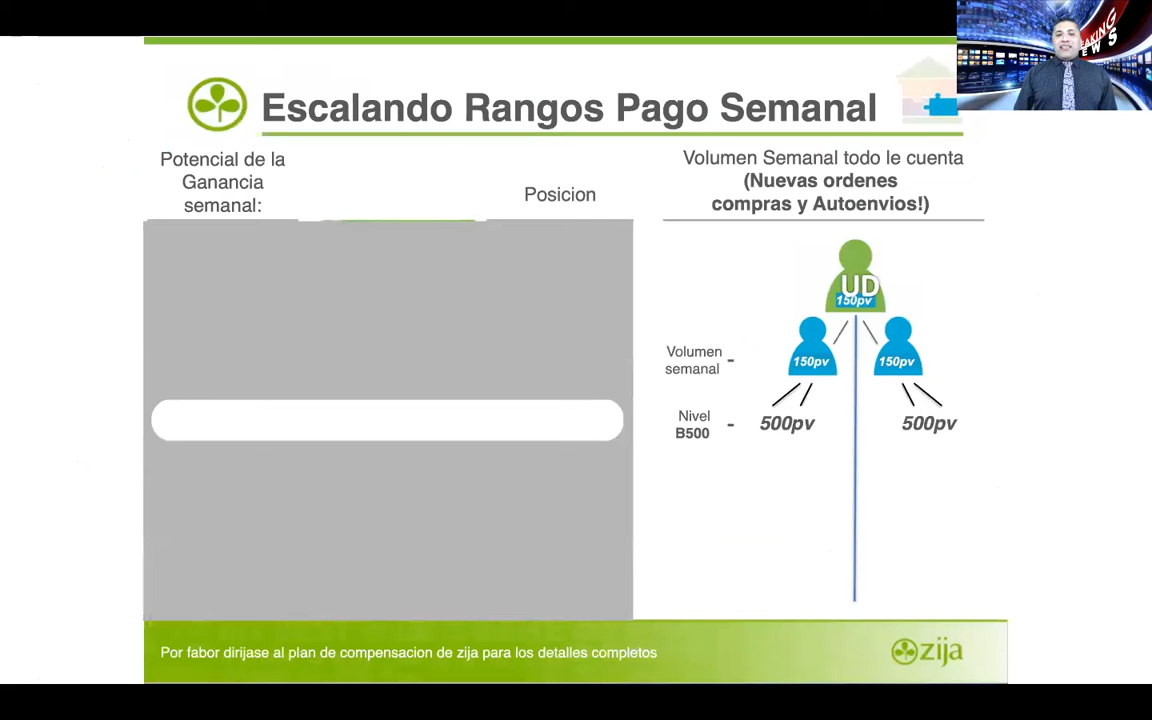 BREAKING
NEWS
Escalando Rangos Pago Semanal
Potencial de la
Ganancia
semanal:
Posicion
Volumen Semanal todo le cuenta
(Nuevas ordenes
compras y Autoenvios!)
UD
150pv
Volumen
semanal -
150pv
150pv
Nivel
B500 -
500pv
500pv
Por fabor dirijase al plan de compensacion de zija para los detalles completos
zija